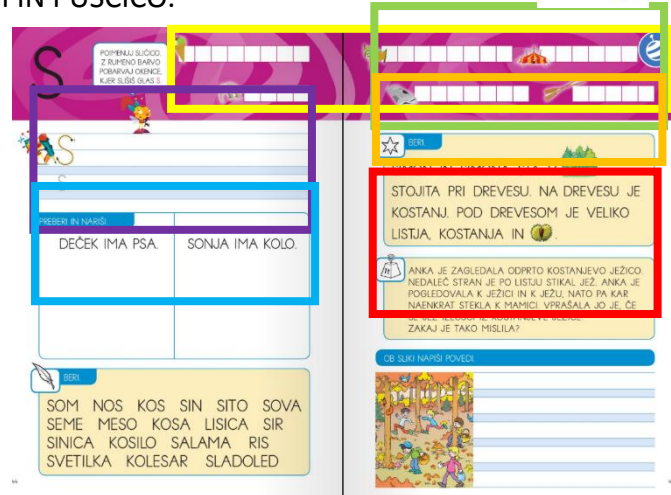 IN PUŠČICO.
S
POIMENUJ SLIČICO.
Z RUMENO BARVO
POBARVAJ OKENCE,
KJER SLIŠIŠ GLAS S.
S
S
PREBERI IN NARIŠI.
DEČEK IMA PSA.
SONJA IMA KOLO.
BERI.
SOM NOS KOS SIN SITO SOVA
SEME MESO KOSA LISICA SIR
SINICA KOSILO SALAMA RIS
SVETILKA KOLESAR SLADOLED
BERI.
STOJITA PRI DREVESU. NA DREVESU JE
KOSTANJ. POD DREVESOM JE VELIKO
LISTJA, KOSTANJA IN
ANKA JE ZAGLEDALA ODPRTO KOSTANJEVO JEŽICO.
NEDALEČ STRAN JE PO LISTJU STIKAL JEŽ. ANKA JE
POGLEDOVALA K JEŽICI IN K JEŽU, NATO PA KAR
NAENKRAT STEKLA K MAMICI. VPRAŠALA JO JE, ČE
ZAKAJ JE TAKO MISLILA?
OB SLIKI NAPIŠI POVEDI.